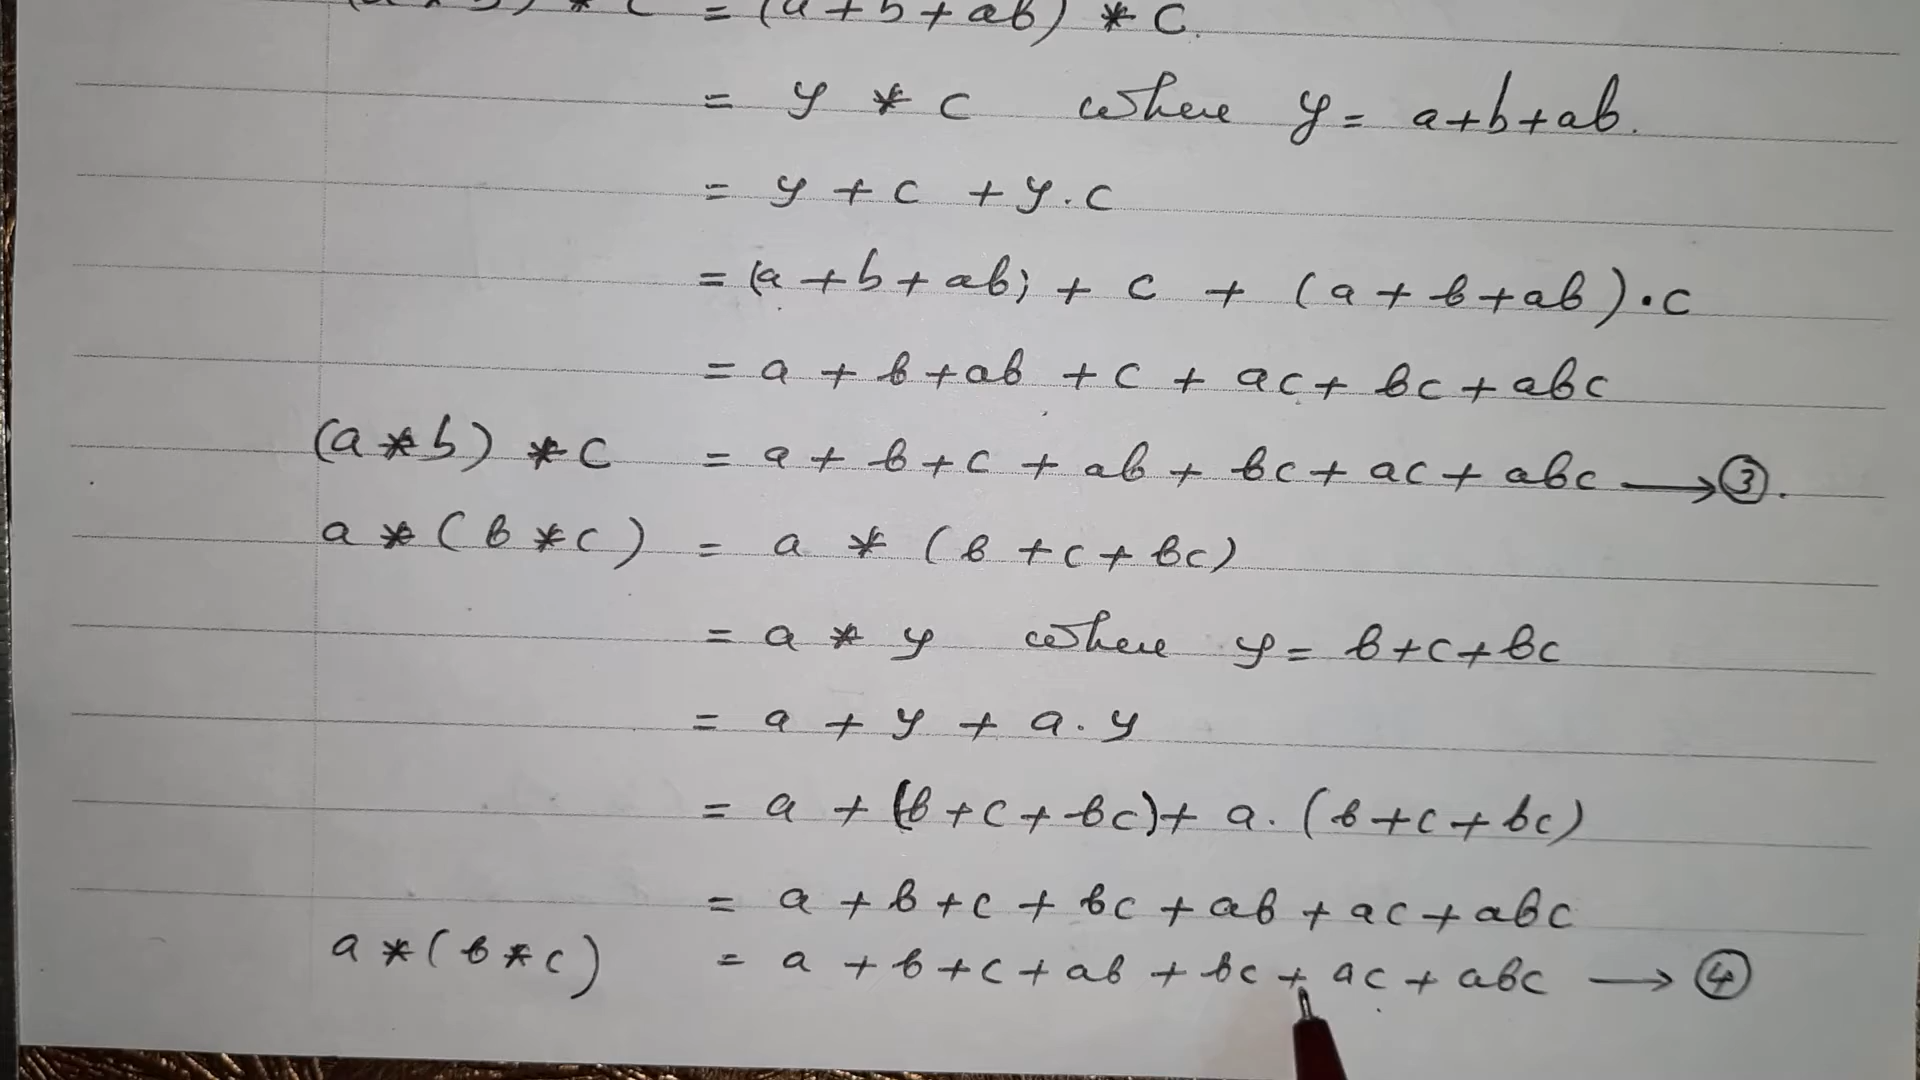 (a * b) * c = (a + b + ab) * c.
= y * c where y = a+b+ab.
= y + c + y.c
= (a + b + ab) + c + (a + b + ab).c
= a + b + ab + c + ac + bc + abc
(a * b) * c = a + b + c + ab + bc + ac + abc → ③.
a * (b * c) = a * (b + c + bc)
= a * y where y = b+c+bc
= a + y + a.y
= a + (b + c + bc) + a.(b + c + bc)
= a + b + c + bc + ab + ac + abc
a * (b * c) = a + b + c + ab + bc + ac + abc → ④